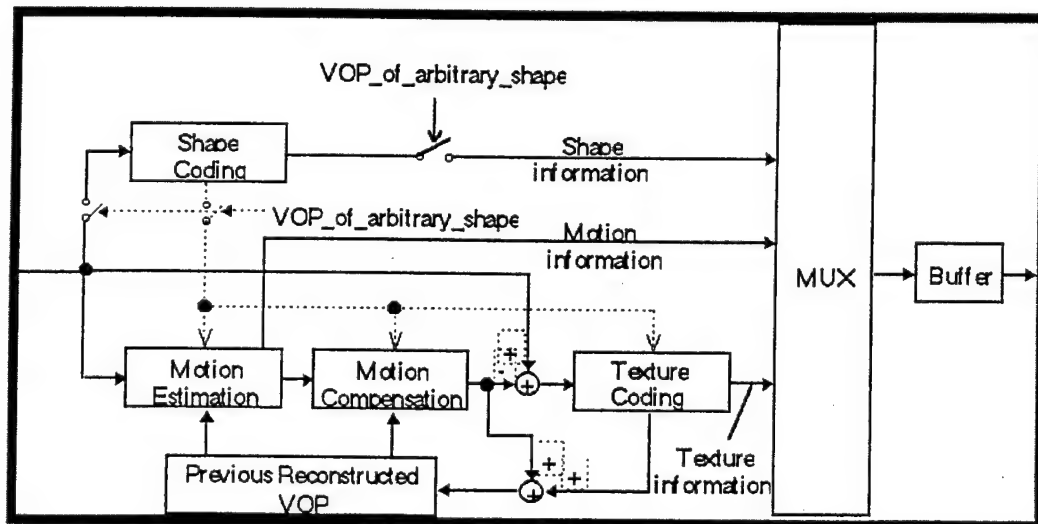 VOP_of_arbitrary_shape
Shape
Coding
Shape
information
VOP_of_arbitrary_shape
Motion
information
MUX
Buffer
Motion
Estimation
Motion
Compensation
+
-
+
Texture
Coding
+
+
+
Previous Reconstructed
VOP
Texture
information